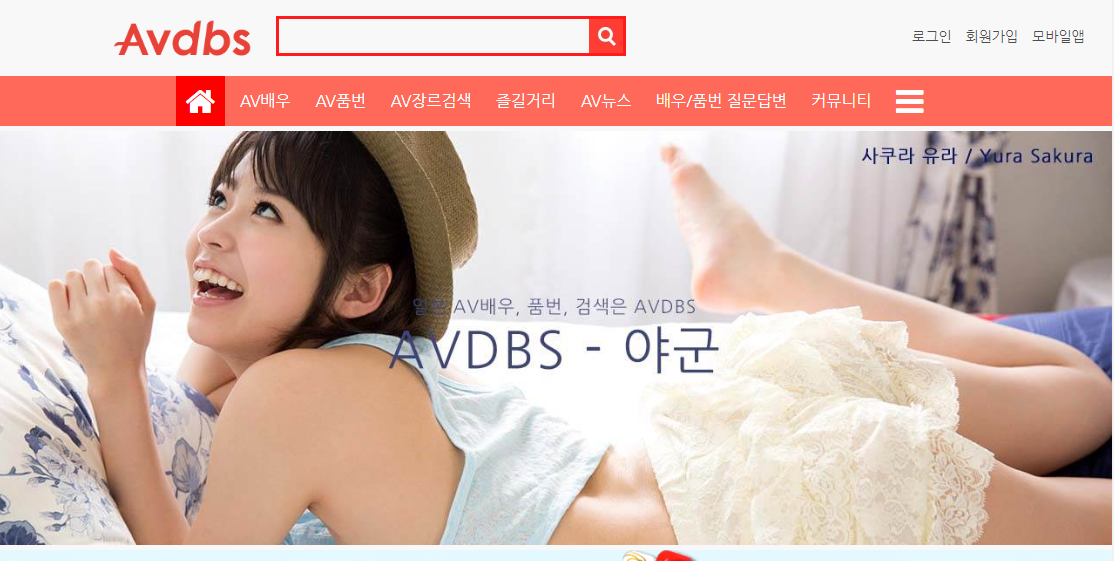 Avdbs
로그인 회원가입 모바일앱
AV배우 AV품번 AV장르검색 즐길거리 AV뉴스 배우/품번 질문답변 커뮤니티
사쿠라 유라 / Yura Sakura
일본 AV배우, 품번, 검색은 AVDBS
AVDBS - 야군